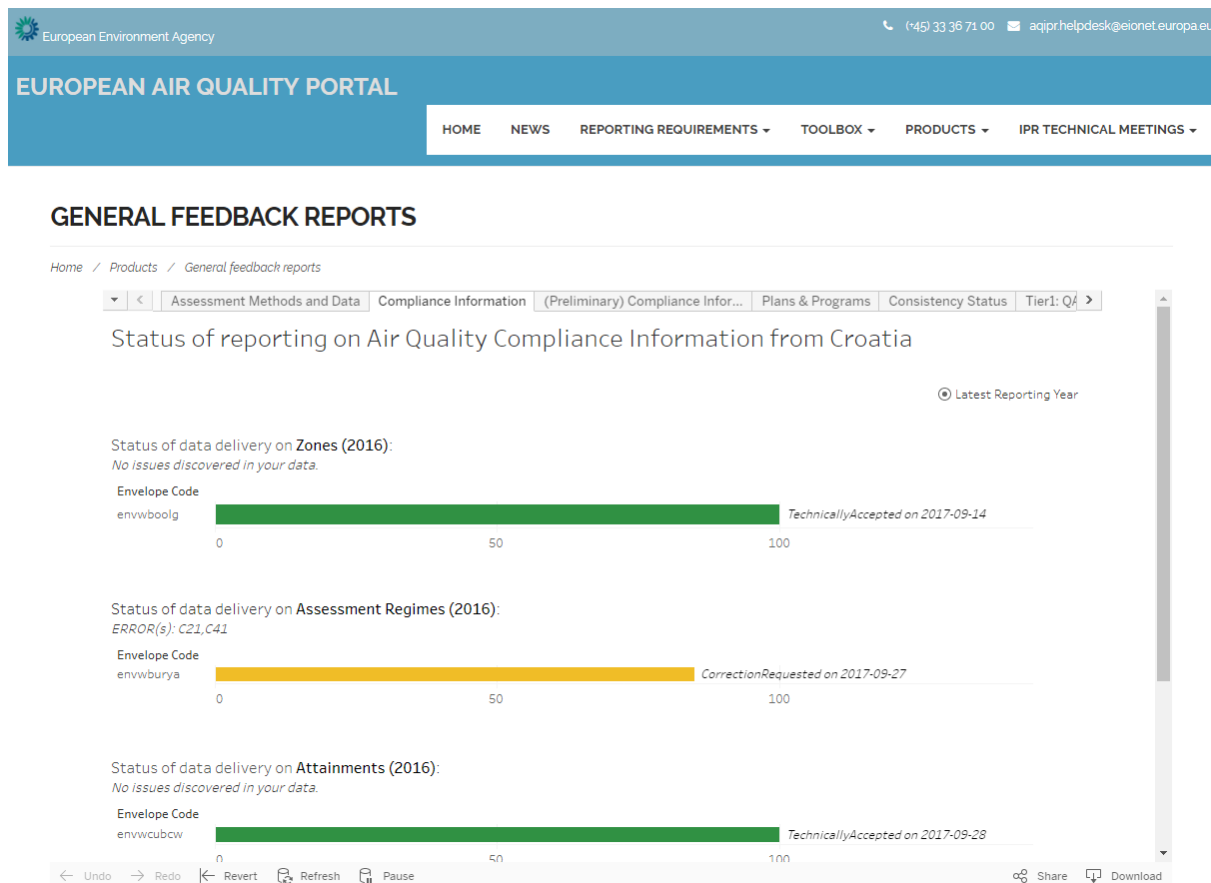 European Environment Agency
(+45) 33 36 71 00 aqipr.helpdesk@eionet.europa.eu
EUROPEAN AIR QUALITY PORTAL
HOME NEWS REPORTING REQUIREMENTS TOOLBOX PRODUCTS IPR TECHNICAL MEETINGS
GENERAL FEEDBACK REPORTS
Home / Products / General feedback reports
Assessment Methods and Data Compliance Information (Preliminary) Compliance Infor... Plans & Programs Consistency Status Tier1: QA
Status of reporting on Air Quality Compliance Information from Croatia
Latest Reporting Year
Status of data delivery on Zones (2016):
No issues discovered in your data.
Envelope Code
envwboolg TechnicallyAccepted on 2017-09-14
0 50 100
Status of data delivery on Assessment Regimes (2016):
ERROR(s): C21,C41
Envelope Code
envwburya CorrectionRequested on 2017-09-27
0 50 100
Status of data delivery on Attainments (2016):
No issues discovered in your data.
Envelope Code
envwcubcw TechnicallyAccepted on 2017-09-28
0 50 100
Undo Redo Revert Refresh Pause Share Download